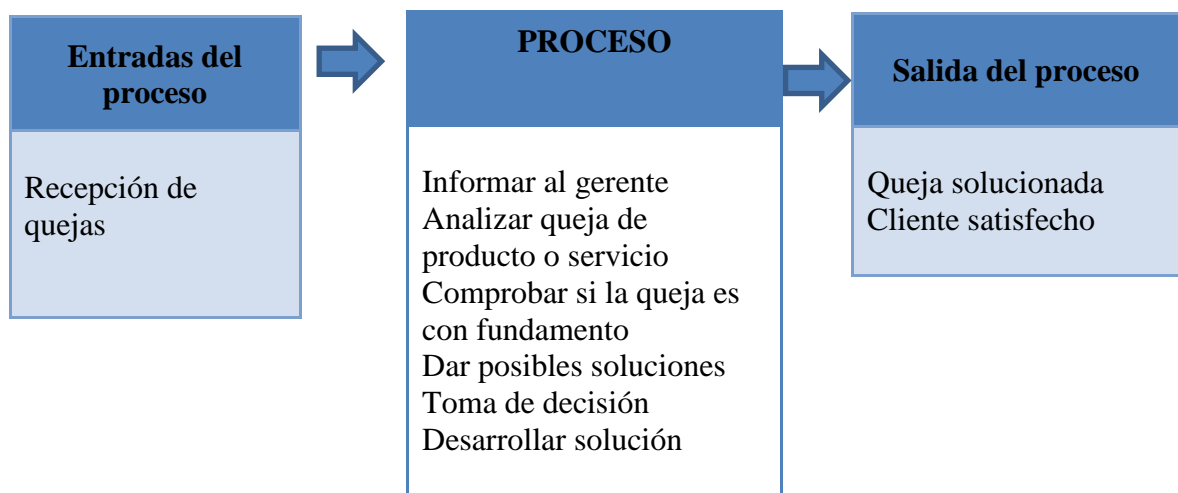 Entradas del
proceso
Recepción de
quejas
PROCESO
Informar al gerente
Analizar queja de
producto o servicio
Comprobar si la queja es
con fundamento
Dar posibles soluciones
Toma de decisión
Desarrollar solución
Salida del proceso
Queja solucionada
Cliente satisfecho